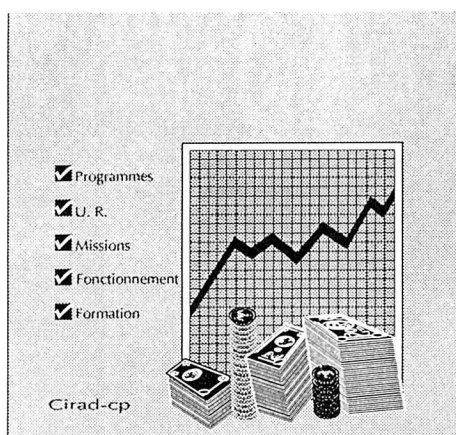 Programmes
U. R.
Missions
Fonctionnement
Formation
Cirad-cp